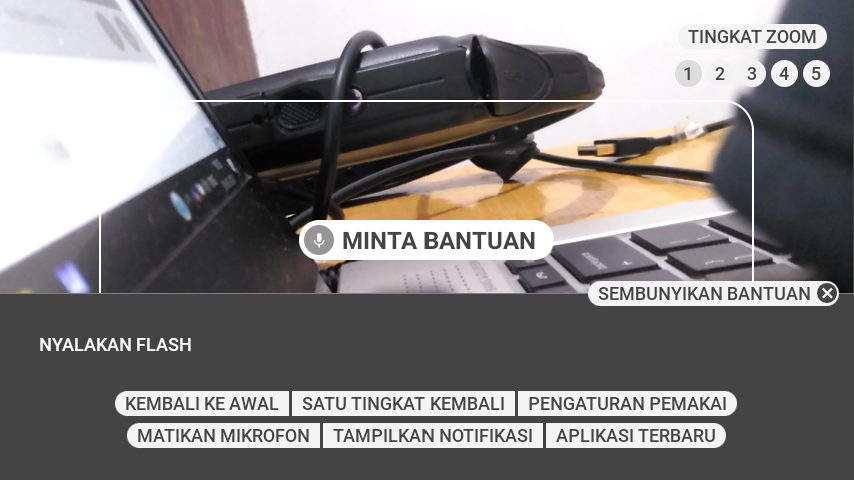 TINGKAT ZOOM
1 2 3 4 5
MINTA BANTUAN
SEMBUNYIKAN BANTUAN
NYALAKAN FLASH
KEMBALI KE AWAL SATU TINGKAT KEMBALI PENGATURAN PEMAKAI
MATIKAN MIKROFON TAMPILKAN NOTIFIKASI APLIKASI TERBARU